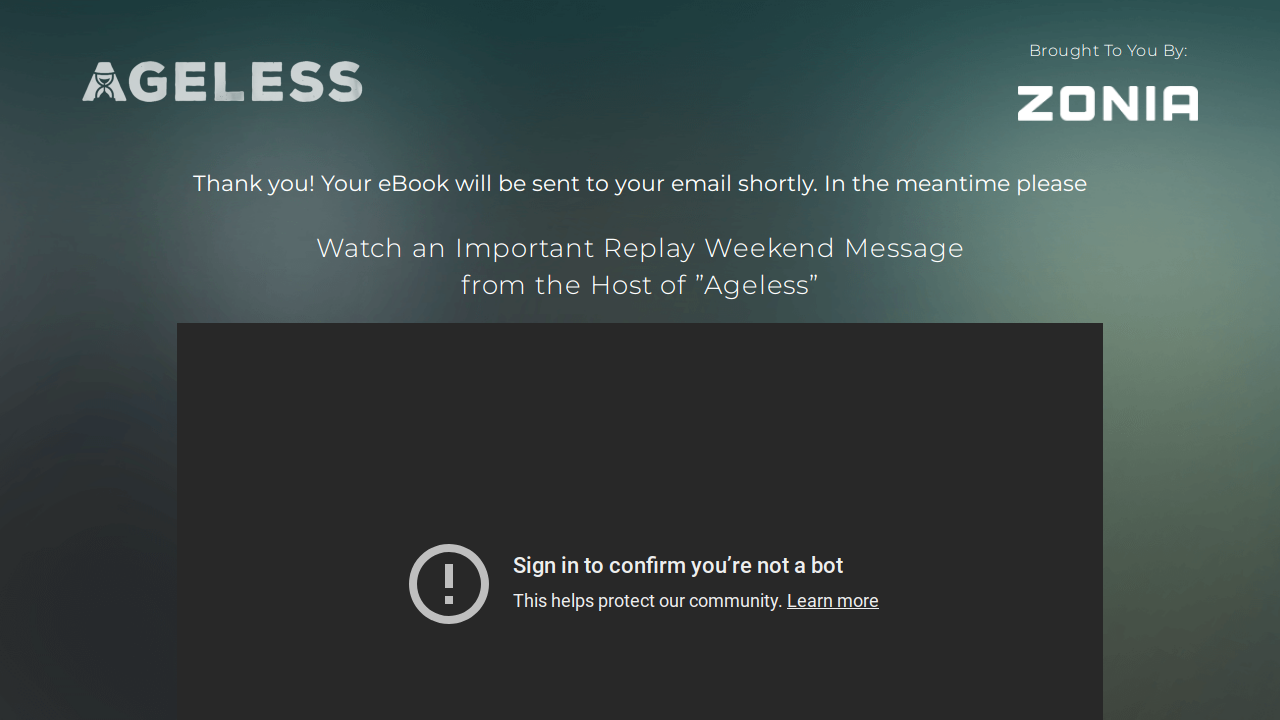 AGELESS
Brought To You By:
ZONIA
Thank you! Your eBook will be sent to your email shortly. In the meantime please
Watch an Important Replay Weekend Message
from the Host of ”Ageless”
Sign in to confirm you’re not a bot
This helps protect our community. Learn more